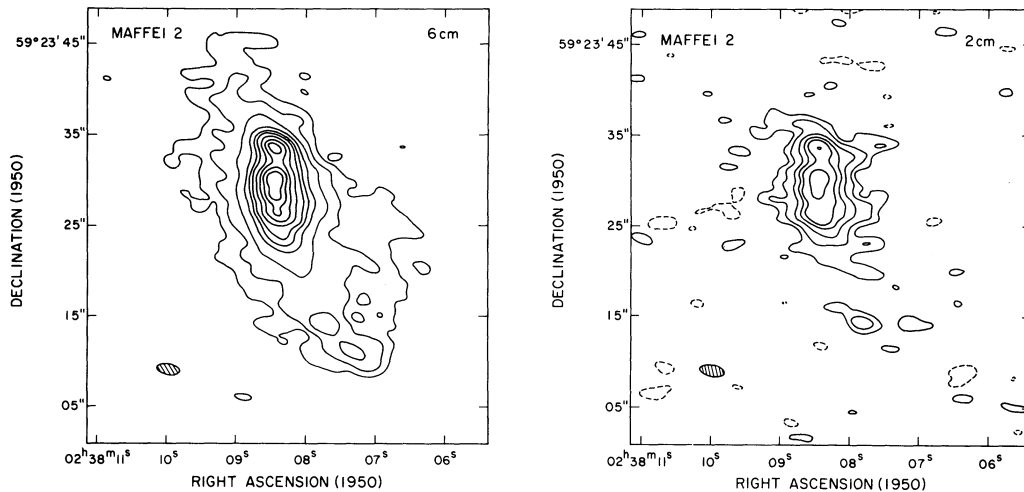 MAFFEI 2 6cm
59°23'45"
35"
25"
15"
05"
DECLINATION (1950)
02ʰ38ᵐ11ˢ 10ˢ 09ˢ 08ˢ 07ˢ 06ˢ
RIGHT ASCENSION (1950)
MAFFEI 2 2cm
59°23'45"
35"
25"
15"
05"
DECLINATION (1950)
02ʰ38ᵐ11ˢ 10ˢ 09ˢ 08ˢ 07ˢ 06ˢ
RIGHT ASCENSION (1950)